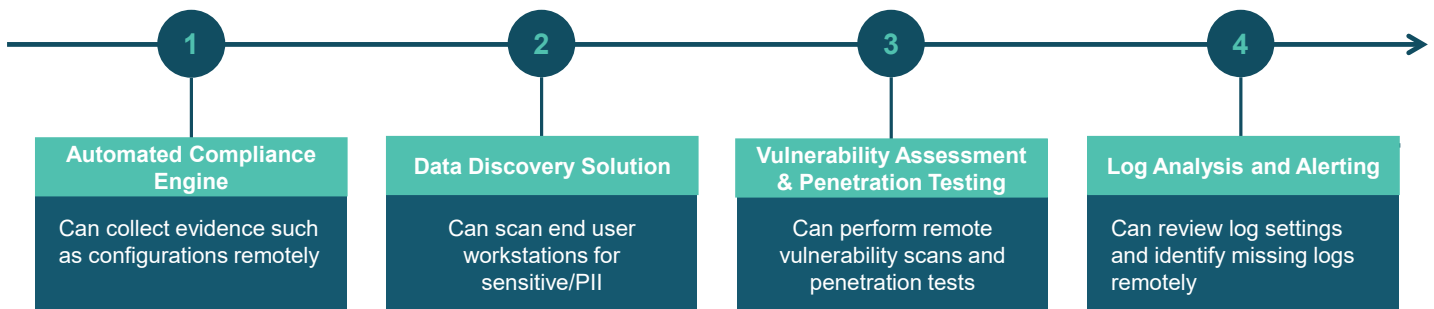 1
2
3
4
Automated Compliance
Engine
Can collect evidence such
as configurations remotely
Data Discovery Solution
Can scan end user
workstations for
sensitive/PII
Vulnerability Assessment
& Penetration Testing
Can perform remote
vulnerability scans and
penetration tests
Log Analysis and Alerting
Can review log settings
and identify missing logs
remotely